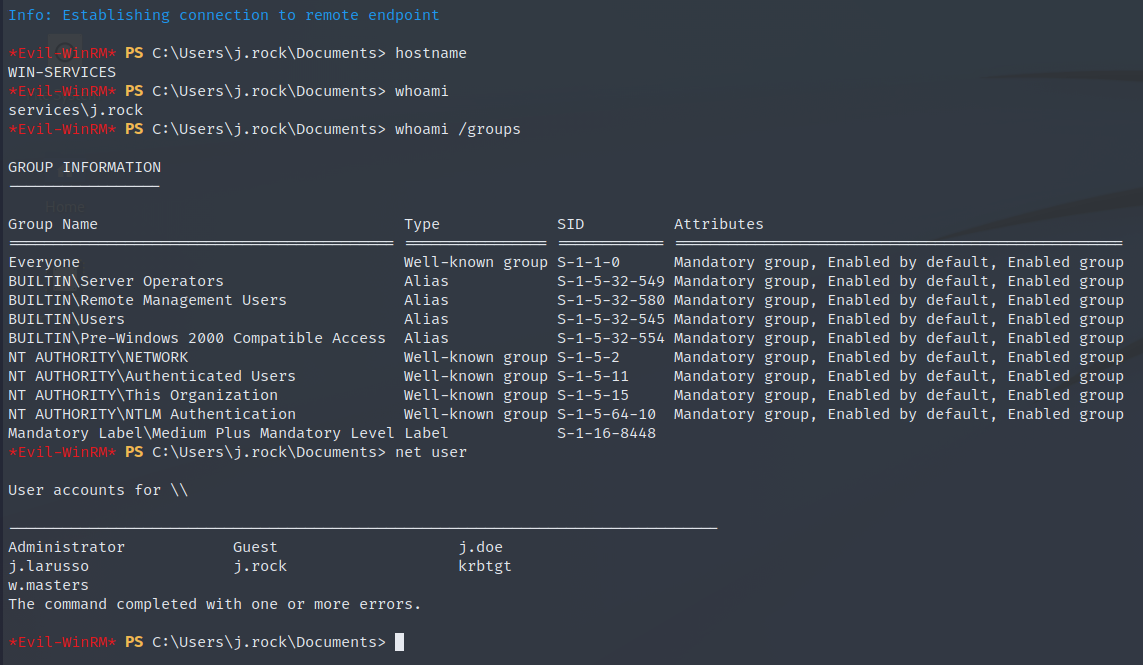 Info: Establishing connection to remote endpoint
*Evil-WinRM* PS C:\Users\j.rock\Documents> hostname
WIN-SERVICES
*Evil-WinRM* PS C:\Users\j.rock\Documents> whoami
services\j.rock
*Evil-WinRM* PS C:\Users\j.rock\Documents> whoami /groups
GROUP INFORMATION
Home
Group Name Type SID Attributes
Everyone Well-known group S-1-1-0 Mandatory group, Enabled by default, Enabled group
BUILTIN\Server Operators Alias S-1-5-32-549 Mandatory group, Enabled by default, Enabled group
BUILTIN\Remote Management Users Alias S-1-5-32-580 Mandatory group, Enabled by default, Enabled group
BUILTIN\Users Alias S-1-5-32-545 Mandatory group, Enabled by default, Enabled group
BUILTIN\Pre-Windows 2000 Compatible Access Alias S-1-5-32-554 Mandatory group, Enabled by default, Enabled group
NT AUTHORITY\NETWORK Well-known group S-1-5-2 Mandatory group, Enabled by default, Enabled group
NT AUTHORITY\Authenticated Users Well-known group S-1-5-11 Mandatory group, Enabled by default, Enabled group
NT AUTHORITY\This Organization Well-known group S-1-5-15 Mandatory group, Enabled by default, Enabled group
NT AUTHORITY\NTLM Authentication Well-known group S-1-5-64-10 Mandatory group, Enabled by default, Enabled group
Mandatory Label\Medium Plus Mandatory Level Label S-1-16-8448
*Evil-WinRM* PS C:\Users\j.rock\Documents> net user
User accounts for \\
Administrator Guest j.doe
j.larusso j.rock krbtgt
w.masters
The command completed with one or more errors.
*Evil-WinRM* PS C:\Users\j.rock\Documents>